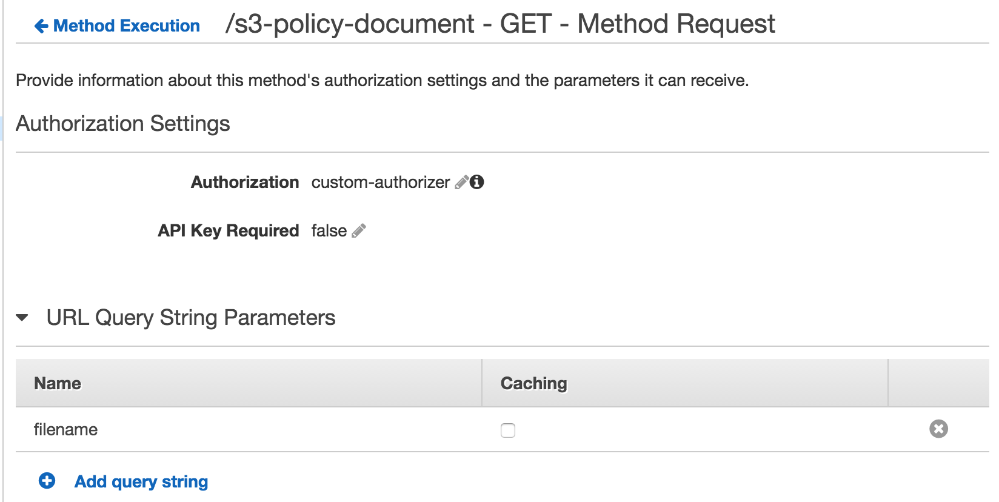 Method Execution /s3-policy-document - GET - Method Request
Provide information about this method's authorization settings and the parameters it can receive.
Authorization Settings
Authorization custom-authorizer
API Key Required false
URL Query String Parameters
Name Caching
filename
Add query string